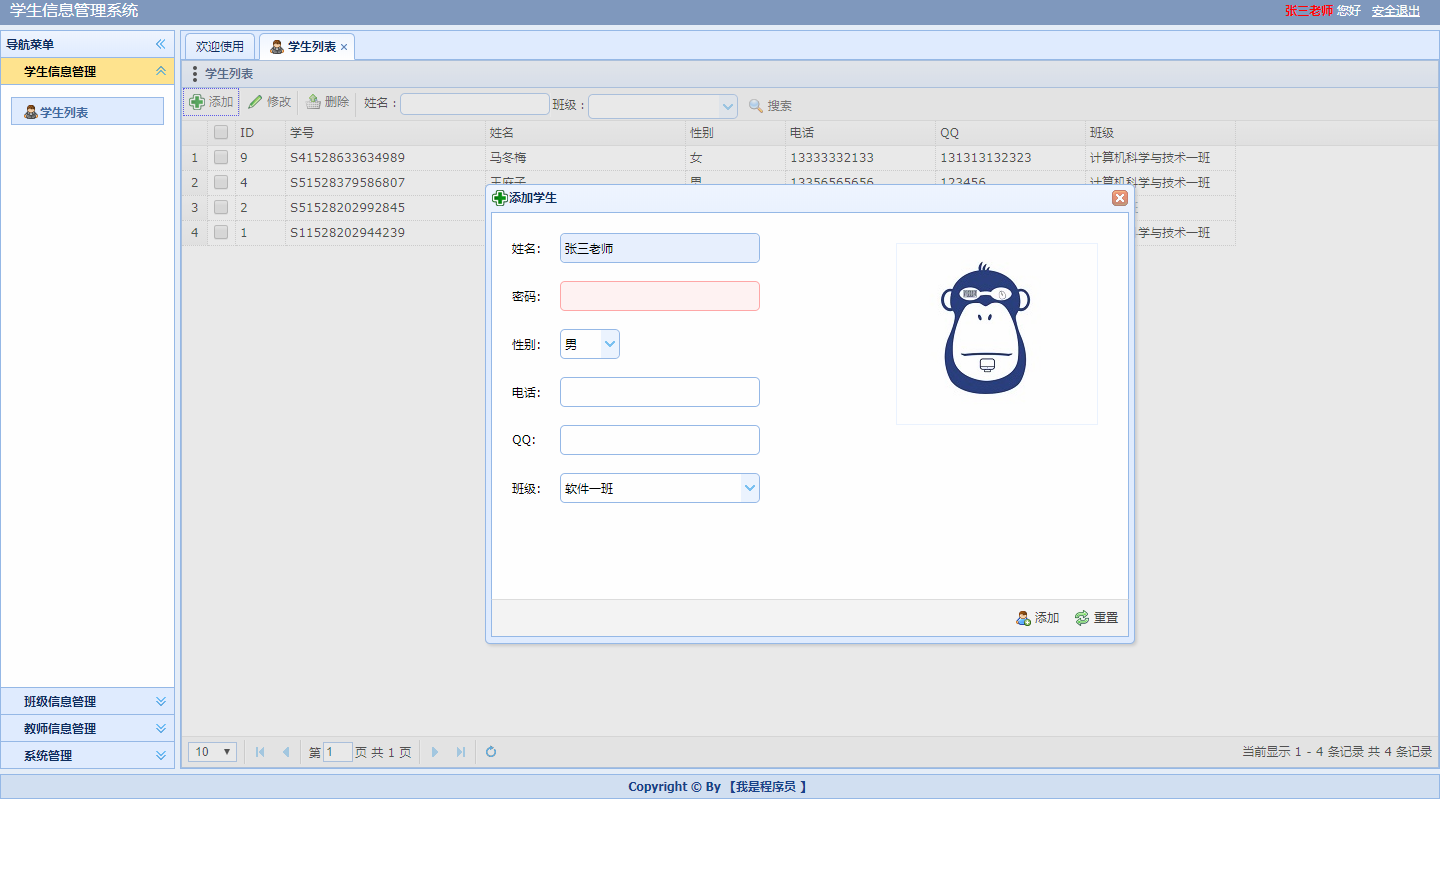 学生信息管理系统
张三老师 您好 安全退出
导航菜单
学生信息管理
学生列表
班级信息管理
教师信息管理
系统管理
欢迎使用 学生列表
学生列表
添加 修改 删除 姓名： 班级： 搜索
ID 学号 姓名 性别 电话 QQ 班级
1 9 S41528633634989 马冬梅 女 13333332133 131313132323 计算机科学与技术一班
2 4 S51528379586807 王麻子 男 13356565656 123456 计算机科学与技术一班
3 2 S51528202992845
4 1 S11528202944239 学与技术一班
添加学生
姓名： 张三老师
密码：
性别： 男
电话：
QQ：
班级： 软件一班
添加 重置
10 第 1 页 共 1 页 当前显示 1 - 4 条记录 共 4 条记录
Copyright © By 【我是程序员 】